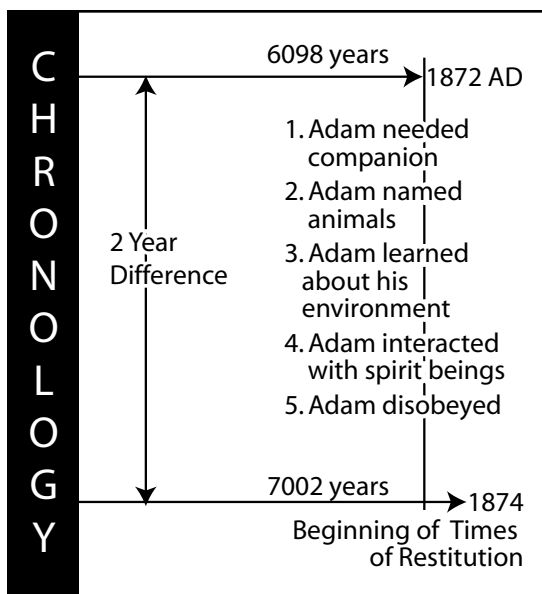 CHRONOLOGY
6098 years
1872 AD
1. Adam needed
companion
2. Adam named
animals
2 Year
Difference
3. Adam learned
about his
environment
4. Adam interacted
with spirit beings
5. Adam disobeyed
7002 years
1874
Beginning of Times
of Restitution